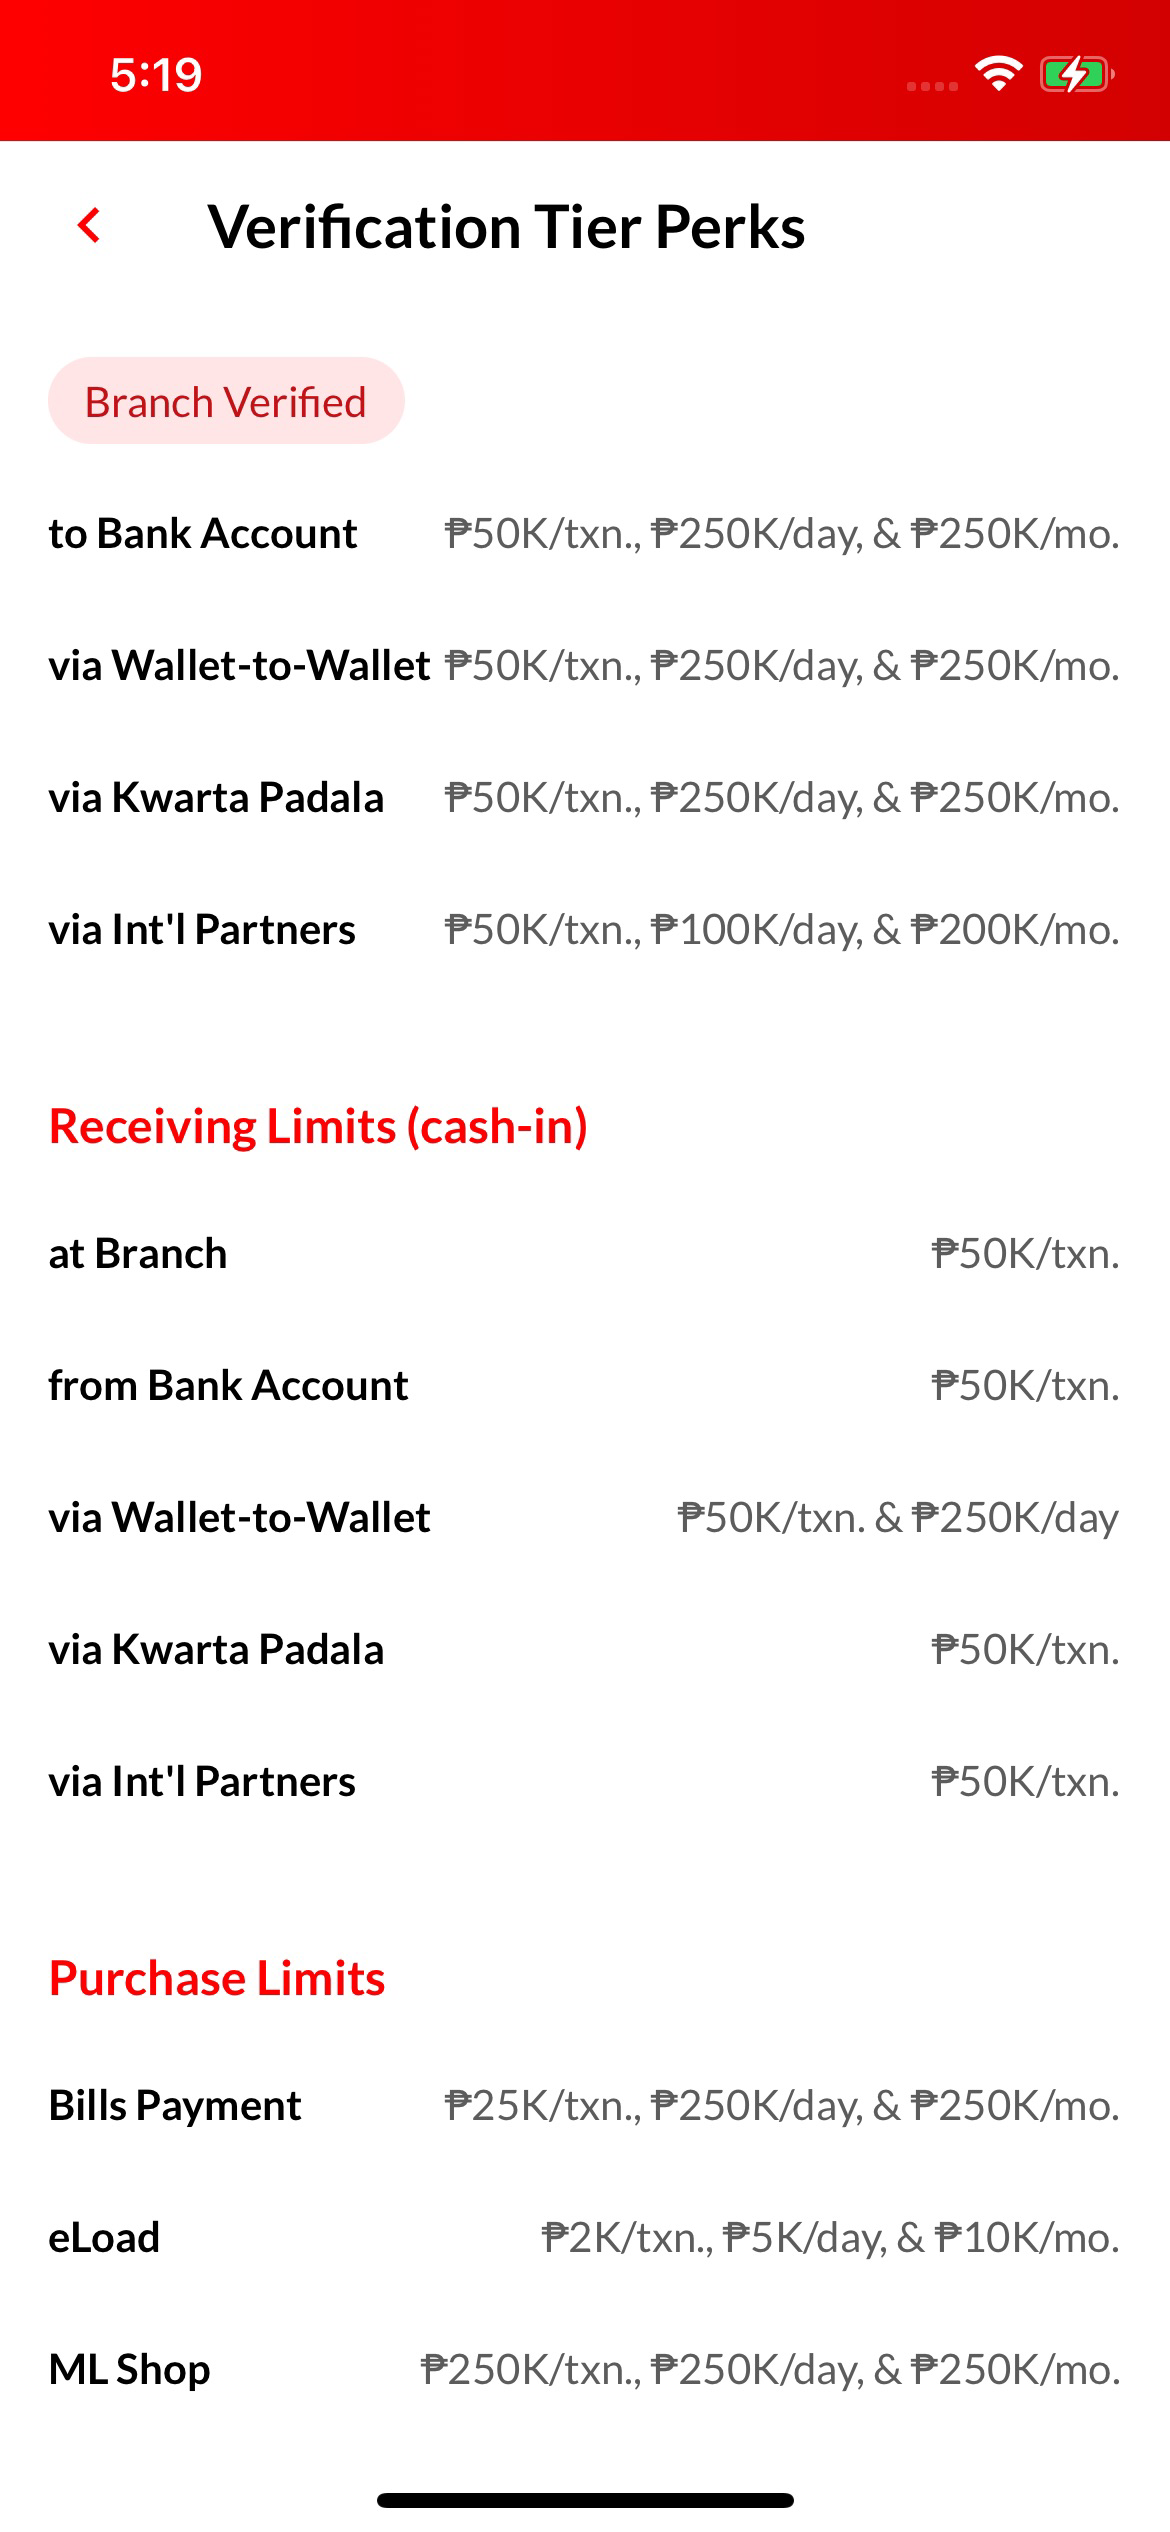 5:19
Verification Tier Perks
Branch Verified
to Bank Account ₱50K/txn., ₱250K/day, & ₱250K/mo.
via Wallet-to-Wallet ₱50K/txn., ₱250K/day, & ₱250K/mo.
via Kwarta Padala ₱50K/txn., ₱250K/day, & ₱250K/mo.
via Int'l Partners ₱50K/txn., ₱100K/day, & ₱200K/mo.
Receiving Limits (cash-in)
at Branch ₱50K/txn.
from Bank Account ₱50K/txn.
via Wallet-to-Wallet ₱50K/txn. & ₱250K/day
via Kwarta Padala ₱50K/txn.
via Int'l Partners ₱50K/txn.
Purchase Limits
Bills Payment ₱25K/txn., ₱250K/day, & ₱250K/mo.
eLoad ₱2K/txn., ₱5K/day, & ₱10K/mo.
ML Shop ₱250K/txn., ₱250K/day, & ₱250K/mo.